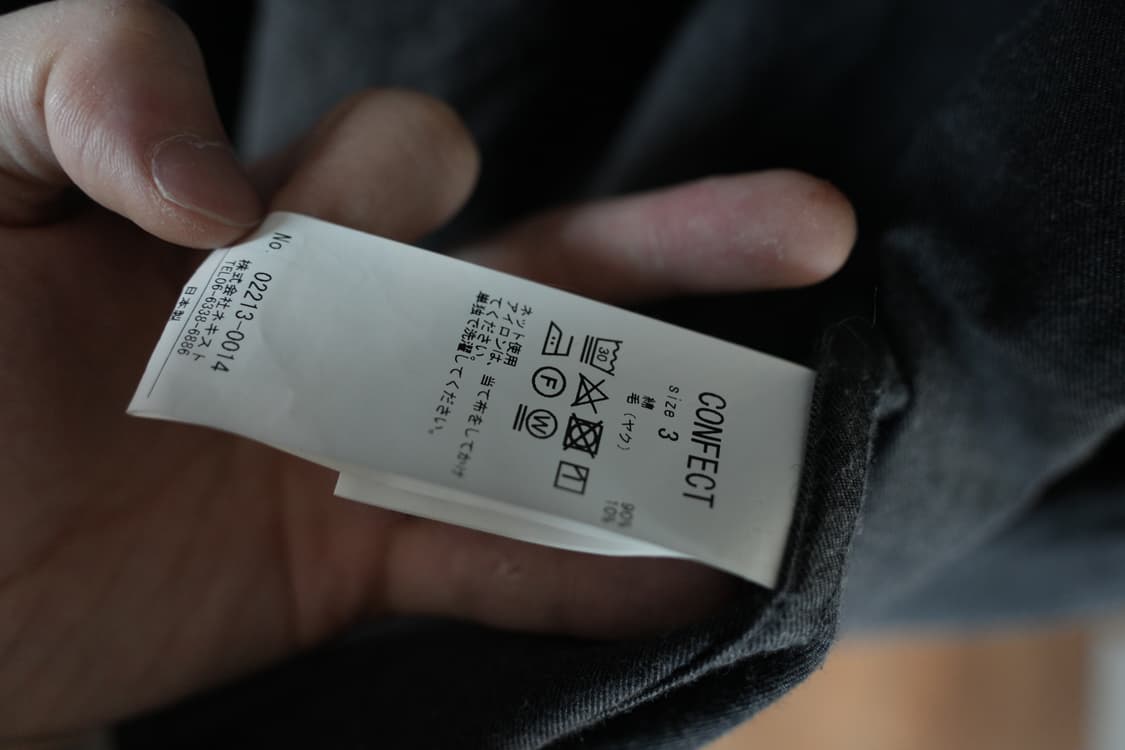 CONFECT
size 3
綿 90%
毛(ヤク) 10%
30
F W
ネット使用
アイロンは、当て布をしてかけ
てください。
単独で洗濯してください。
No. 02213-0014
株式会社ネキスト
TEL06-6338-6886
日本製